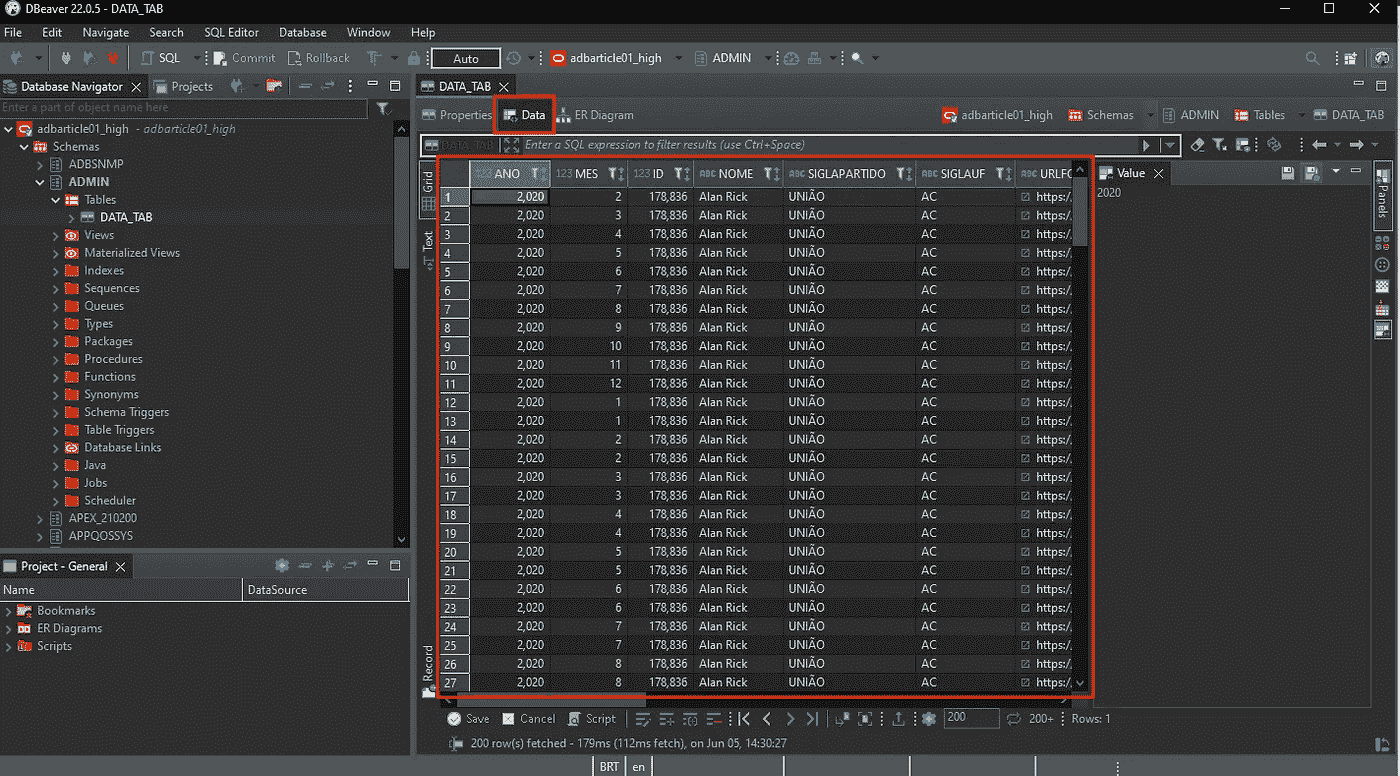 DBeaver 22.0.5 - DATA_TAB
File Edit Navigate Search SQL Editor Database Window Help
SQL Commit Rollback Auto adbarticle01_high ADMIN
Database Navigator Projects
Enter a part of object name here
adbarticle01_high - adbarticle01_high
Schemas
ADBSNMP
ADMIN
Tables
DATA_TAB
Views
Materialized Views
Indexes
Sequences
Queues
Types
Packages
Procedures
Functions
Synonyms
Schema Triggers
Table Triggers
Database Links
Java
Jobs
Scheduler
APEX_210200
APPQOSSYS
Project - General
Name DataSource
Bookmarks
ER Diagrams
Scripts
DATA_TAB
Properties Data ER Diagram adbarticle01_high Schemas ADMIN Tables DATA_TAB
DATA_TAB Enter a SQL expression to filter results (use Ctrl+Space)
Grid
Text
Record
123 ANO 123 MES 123 ID ABC NOME ABC SIGLAPARTIDO ABC SIGLAUF ABC URLFO
1 2,020 2 178,836 Alan Rick UNIÃO AC https:/
2 2,020 3 178,836 Alan Rick UNIÃO AC https:/
3 2,020 4 178,836 Alan Rick UNIÃO AC https:/
4 2,020 5 178,836 Alan Rick UNIÃO AC https:/
5 2,020 6 178,836 Alan Rick UNIÃO AC https:/
6 2,020 7 178,836 Alan Rick UNIÃO AC https:/
7 2,020 8 178,836 Alan Rick UNIÃO AC https:/
8 2,020 9 178,836 Alan Rick UNIÃO AC https:/
9 2,020 10 178,836 Alan Rick UNIÃO AC https:/
10 2,020 11 178,836 Alan Rick UNIÃO AC https:/
11 2,020 12 178,836 Alan Rick UNIÃO AC https:/
12 2,020 1 178,836 Alan Rick UNIÃO AC https:/
13 2,020 1 178,836 Alan Rick UNIÃO AC https:/
14 2,020 2 178,836 Alan Rick UNIÃO AC https:/
15 2,020 2 178,836 Alan Rick UNIÃO AC https:/
16 2,020 3 178,836 Alan Rick UNIÃO AC https:/
17 2,020 3 178,836 Alan Rick UNIÃO AC https:/
18 2,020 4 178,836 Alan Rick UNIÃO AC https:/
19 2,020 4 178,836 Alan Rick UNIÃO AC https:/
20 2,020 5 178,836 Alan Rick UNIÃO AC https:/
21 2,020 5 178,836 Alan Rick UNIÃO AC https:/
22 2,020 6 178,836 Alan Rick UNIÃO AC https:/
23 2,020 6 178,836 Alan Rick UNIÃO AC https:/
24 2,020 7 178,836 Alan Rick UNIÃO AC https:/
25 2,020 7 178,836 Alan Rick UNIÃO AC https:/
26 2,020 8 178,836 Alan Rick UNIÃO AC https:/
27 2,020 8 178,836 Alan Rick UNIÃO AC https:/
Value
2020
Panels
Save Cancel Script 200 200+ Rows: 1
200 row(s) fetched - 179ms (112ms fetch), on Jun 05, 14:30:27
BRT en